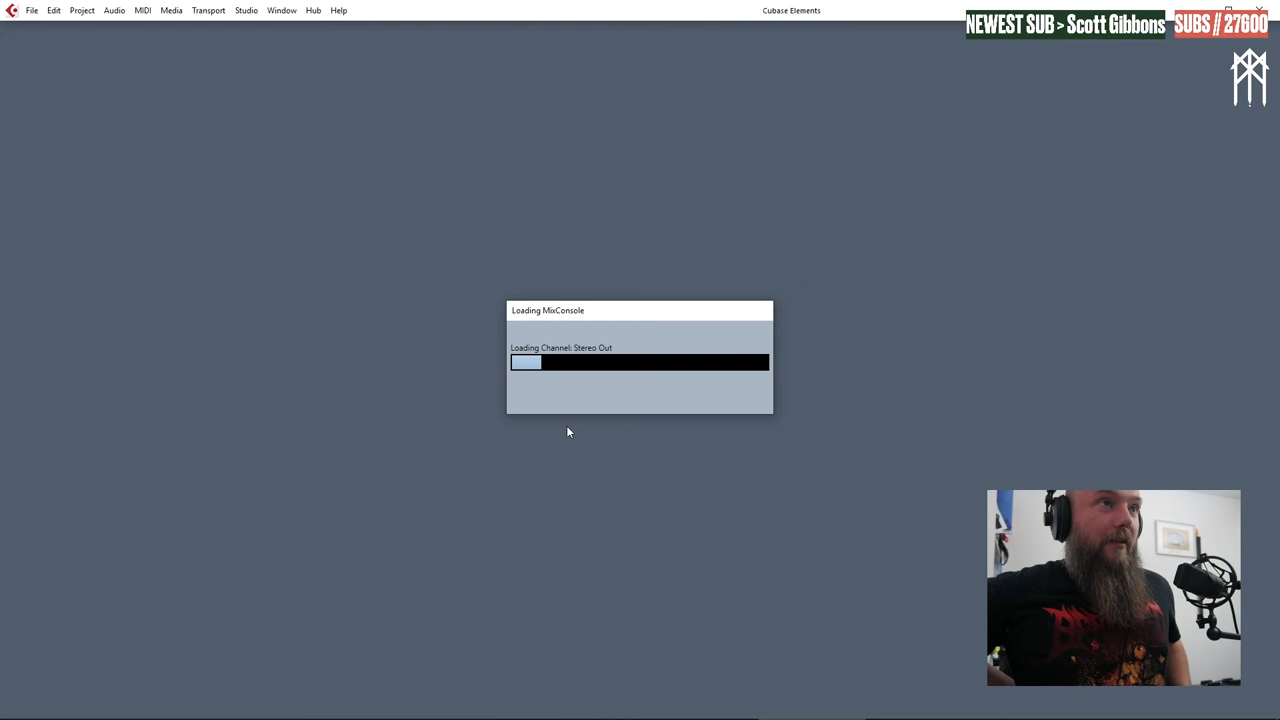 File Edit Project Audio MIDI Media Transport Studio Window Hub Help
Cubase Elements
NEWEST SUB > Scott Gibbons
SUBS // 27600
Loading MixConsole
Loading Channel: Stereo Out